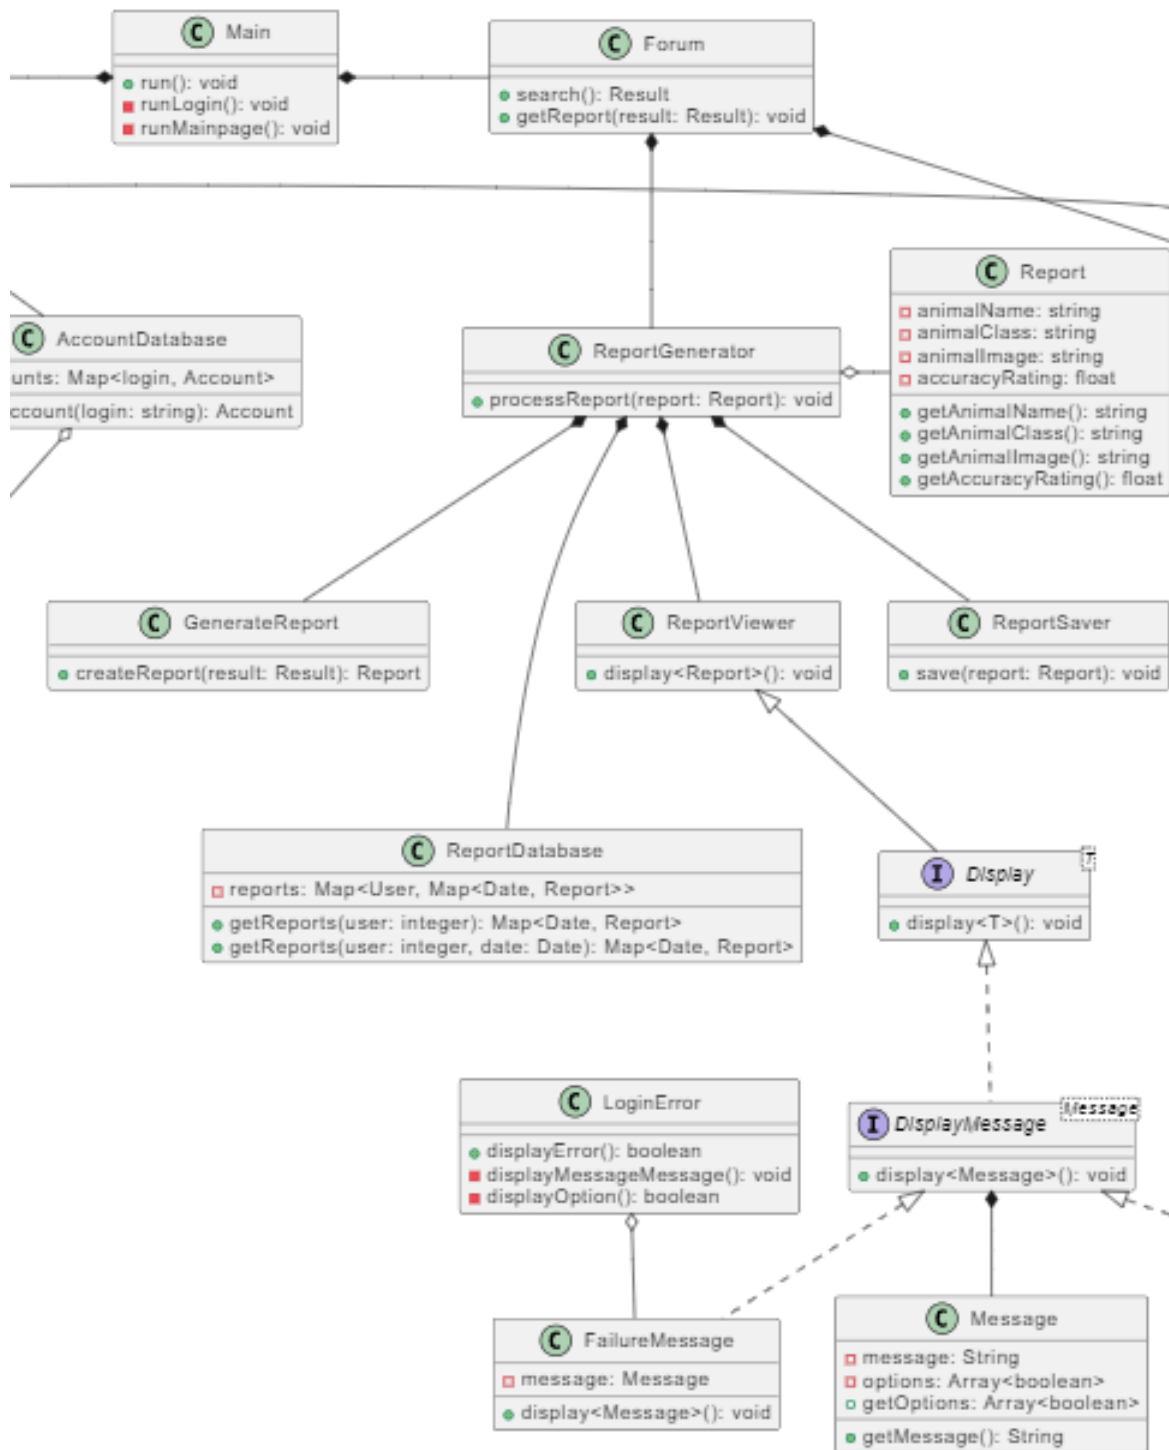 C Main
run(): void
runLogin(): void
runMainpage(): void
C Forum
search(): Result
getReport(result: Result): void
C Report
animalName: string
animalClass: string
animalImage: string
accuracyRating: float
getAnimalName(): string
getAnimalClass(): string
getAnimalImage(): string
getAccuracyRating(): float
C AccountDatabase
unts: Map<login, Account>
ccount(login: string): Account
C ReportGenerator
processReport(report: Report): void
C GenerateReport
createReport(result: Result): Report
C ReportViewer
display<Report>(): void
C ReportSaver
save(report: Report): void
C ReportDatabase
reports: Map<User, Map<Date, Report>>
getReports(user: integer): Map<Date, Report>
getReports(user: integer, date: Date): Map<Date, Report>
I Display T
display<T>(): void
C LoginError
displayError(): boolean
displayMessageMessage(): void
displayOption(): boolean
I DisplayMessage Message
display<Message>(): void
C FailureMessage
message: Message
display<Message>(): void
C Message
message: String
options: Array<boolean>
getOptions: Array<boolean>
getMessage(): String